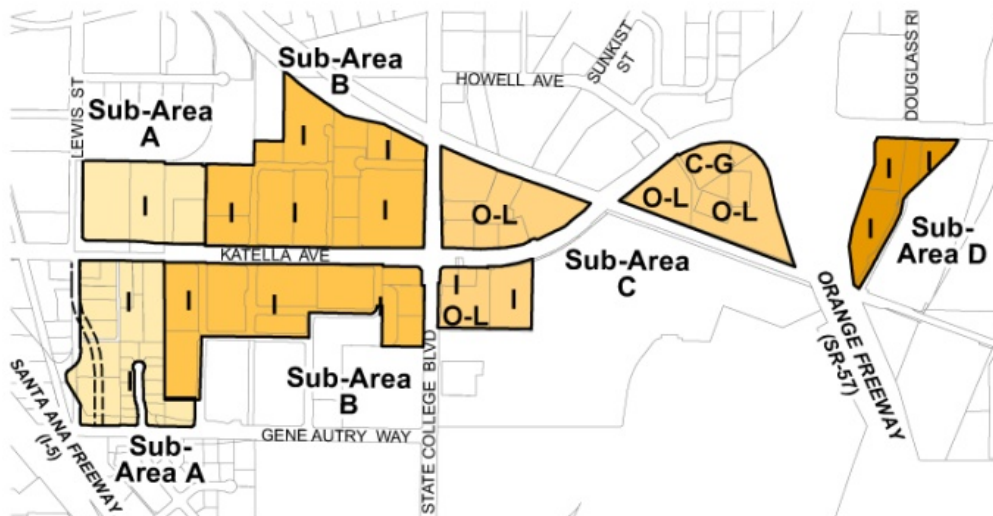 DOUGLASS R
SUNKIST
ST
HOWELL AVE
LEWIS ST
Sub-Area
B
Sub-Area
A
I
I
C-G
I
I
I
I
I
I
O-L
O-L
O-L
I
KATELLA AVE
Sub-
Area D
Sub-Area
C
I
I
I
I
I
I
O-L
ORANGE FREEWAY
(SR-57)
I
Sub-Area
B
STATE COLLEGE BLVD
SANTA ANA FREEWAY
(I-5)
GENE AUTRY WAY
Sub-
Area A